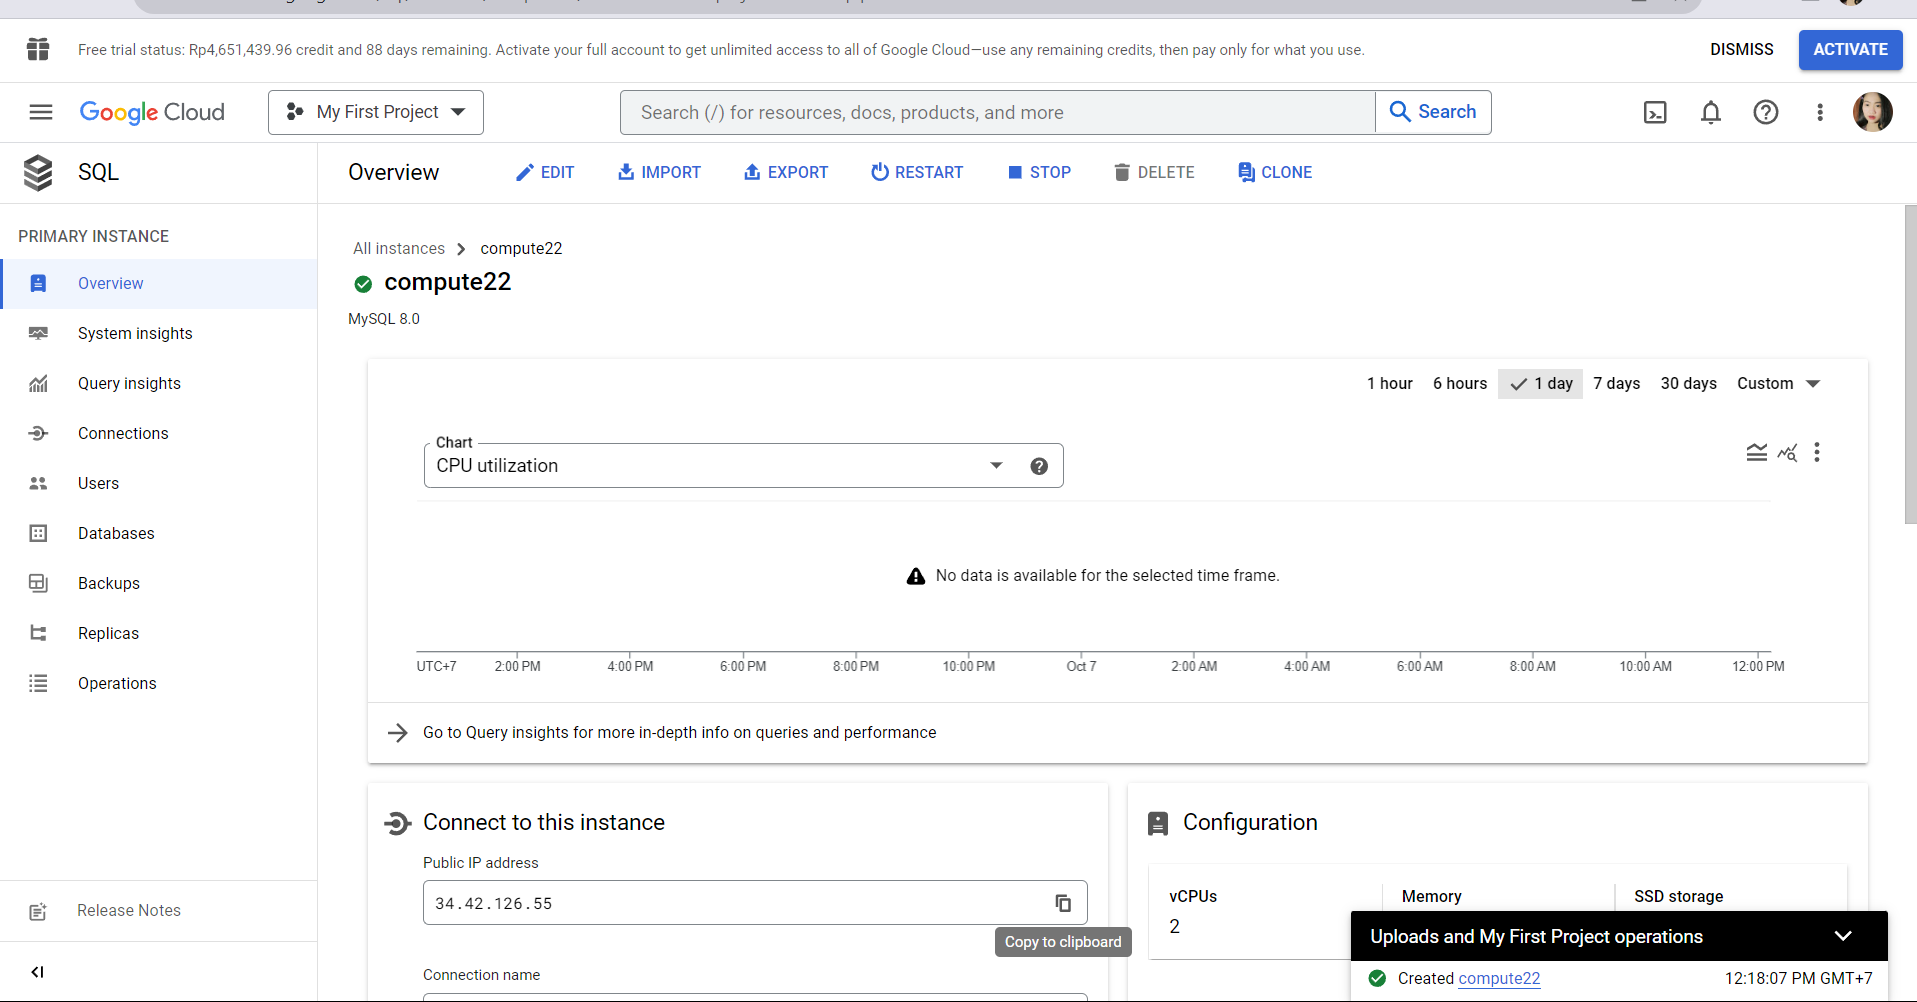 Free trial status: Rp4,651,439.96 credit and 88 days remaining. Activate your full account to get unlimited access to all of Google Cloud—use any remaining credits, then pay only for what you use.
DISMISS
ACTIVATE
Google Cloud
My First Project
Search (/) for resources, docs, products, and more
Search
SQL
Overview
EDIT
IMPORT
EXPORT
RESTART
STOP
DELETE
CLONE
PRIMARY INSTANCE
Overview
System insights
Query insights
Connections
Users
Databases
Backups
Replicas
Operations
Release Notes
All instances
compute22
compute22
MySQL 8.0
1 hour
6 hours
1 day
7 days
30 days
Custom
Chart
CPU utilization
No data is available for the selected time frame.
UTC+7
2:00 PM
4:00 PM
6:00 PM
8:00 PM
10:00 PM
Oct 7
2:00 AM
4:00 AM
6:00 AM
8:00 AM
10:00 AM
12:00 PM
Go to Query insights for more in-depth info on queries and performance
Connect to this instance
Public IP address
34.42.126.55
Copy to clipboard
Connection name
Configuration
vCPUs
2
Memory
SSD storage
Uploads and My First Project operations
Created compute22
12:18:07 PM GMT+7